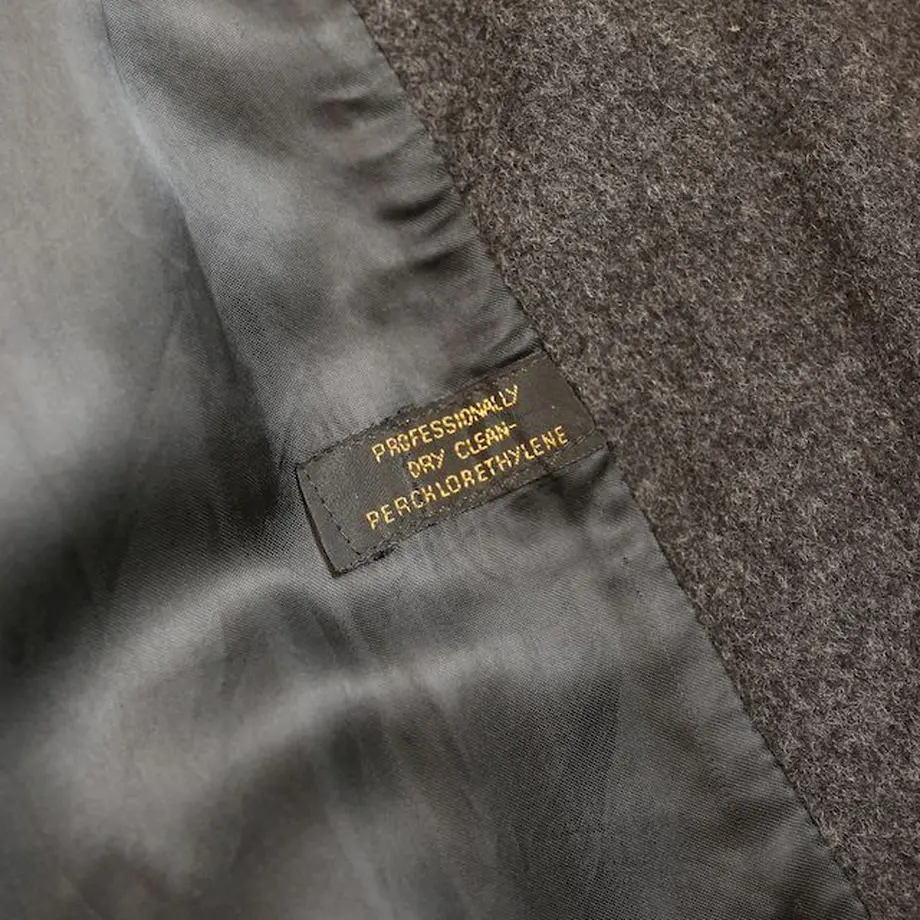 PROFESSIONALLY
DRY CLEAN-
PERCHLORETHYLENE